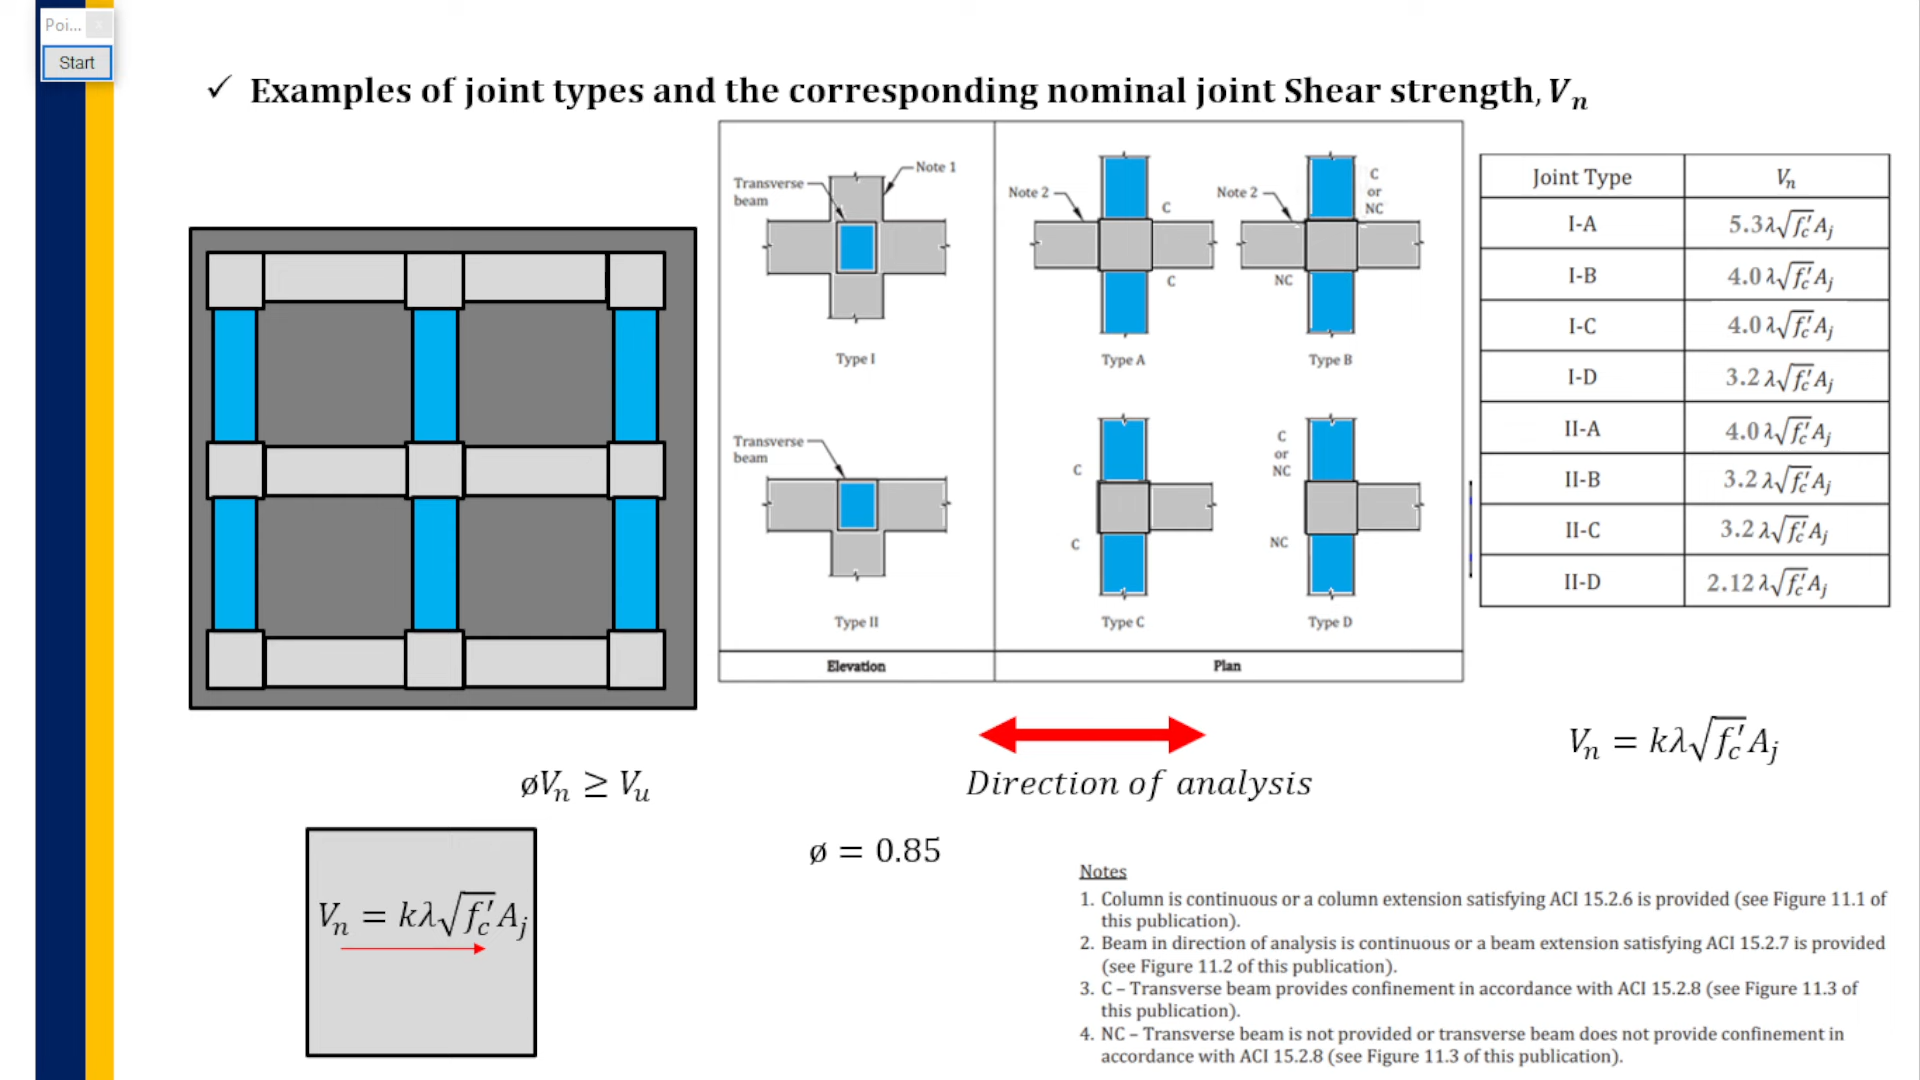 Poi... x
Start
✓ Examples of joint types and the corresponding nominal joint Shear strength, Vₙ
Note 1
Transverse
beam
Type I
Note 2
C
C
Type A
Note 2
C
or
NC
NC
Type B
Transverse
beam
Type II
C
C
Type C
C
or
NC
NC
Type D
Elevation
Plan
Joint Type Vₙ
I-A 5.3λ√f′c Aⱼ
I-B 4.0 λ√f′c Aⱼ
I-C 4.0 λ√f′c Aⱼ
I-D 3.2 λ√f′c Aⱼ
II-A 4.0 λ√f′c Aⱼ
II-B 3.2 λ√f′c Aⱼ
II-C 3.2 λ√f′c Aⱼ
II-D 2.12 λ√f′c Aⱼ
Vₙ = kλ√f′c Aⱼ
øVₙ ≥ Vᵤ
Direction of analysis
ø = 0.85
Vₙ = kλ√f′c Aⱼ
Notes
1. Column is continuous or a column extension satisfying ACI 15.2.6 is provided (see Figure 11.1 of
this publication).
2. Beam in direction of analysis is continuous or a beam extension satisfying ACI 15.2.7 is provided
(see Figure 11.2 of this publication).
3. C – Transverse beam provides confinement in accordance with ACI 15.2.8 (see Figure 11.3 of
this publication).
4. NC – Transverse beam is not provided or transverse beam does not provide confinement in
accordance with ACI 15.2.8 (see Figure 11.3 of this publication).